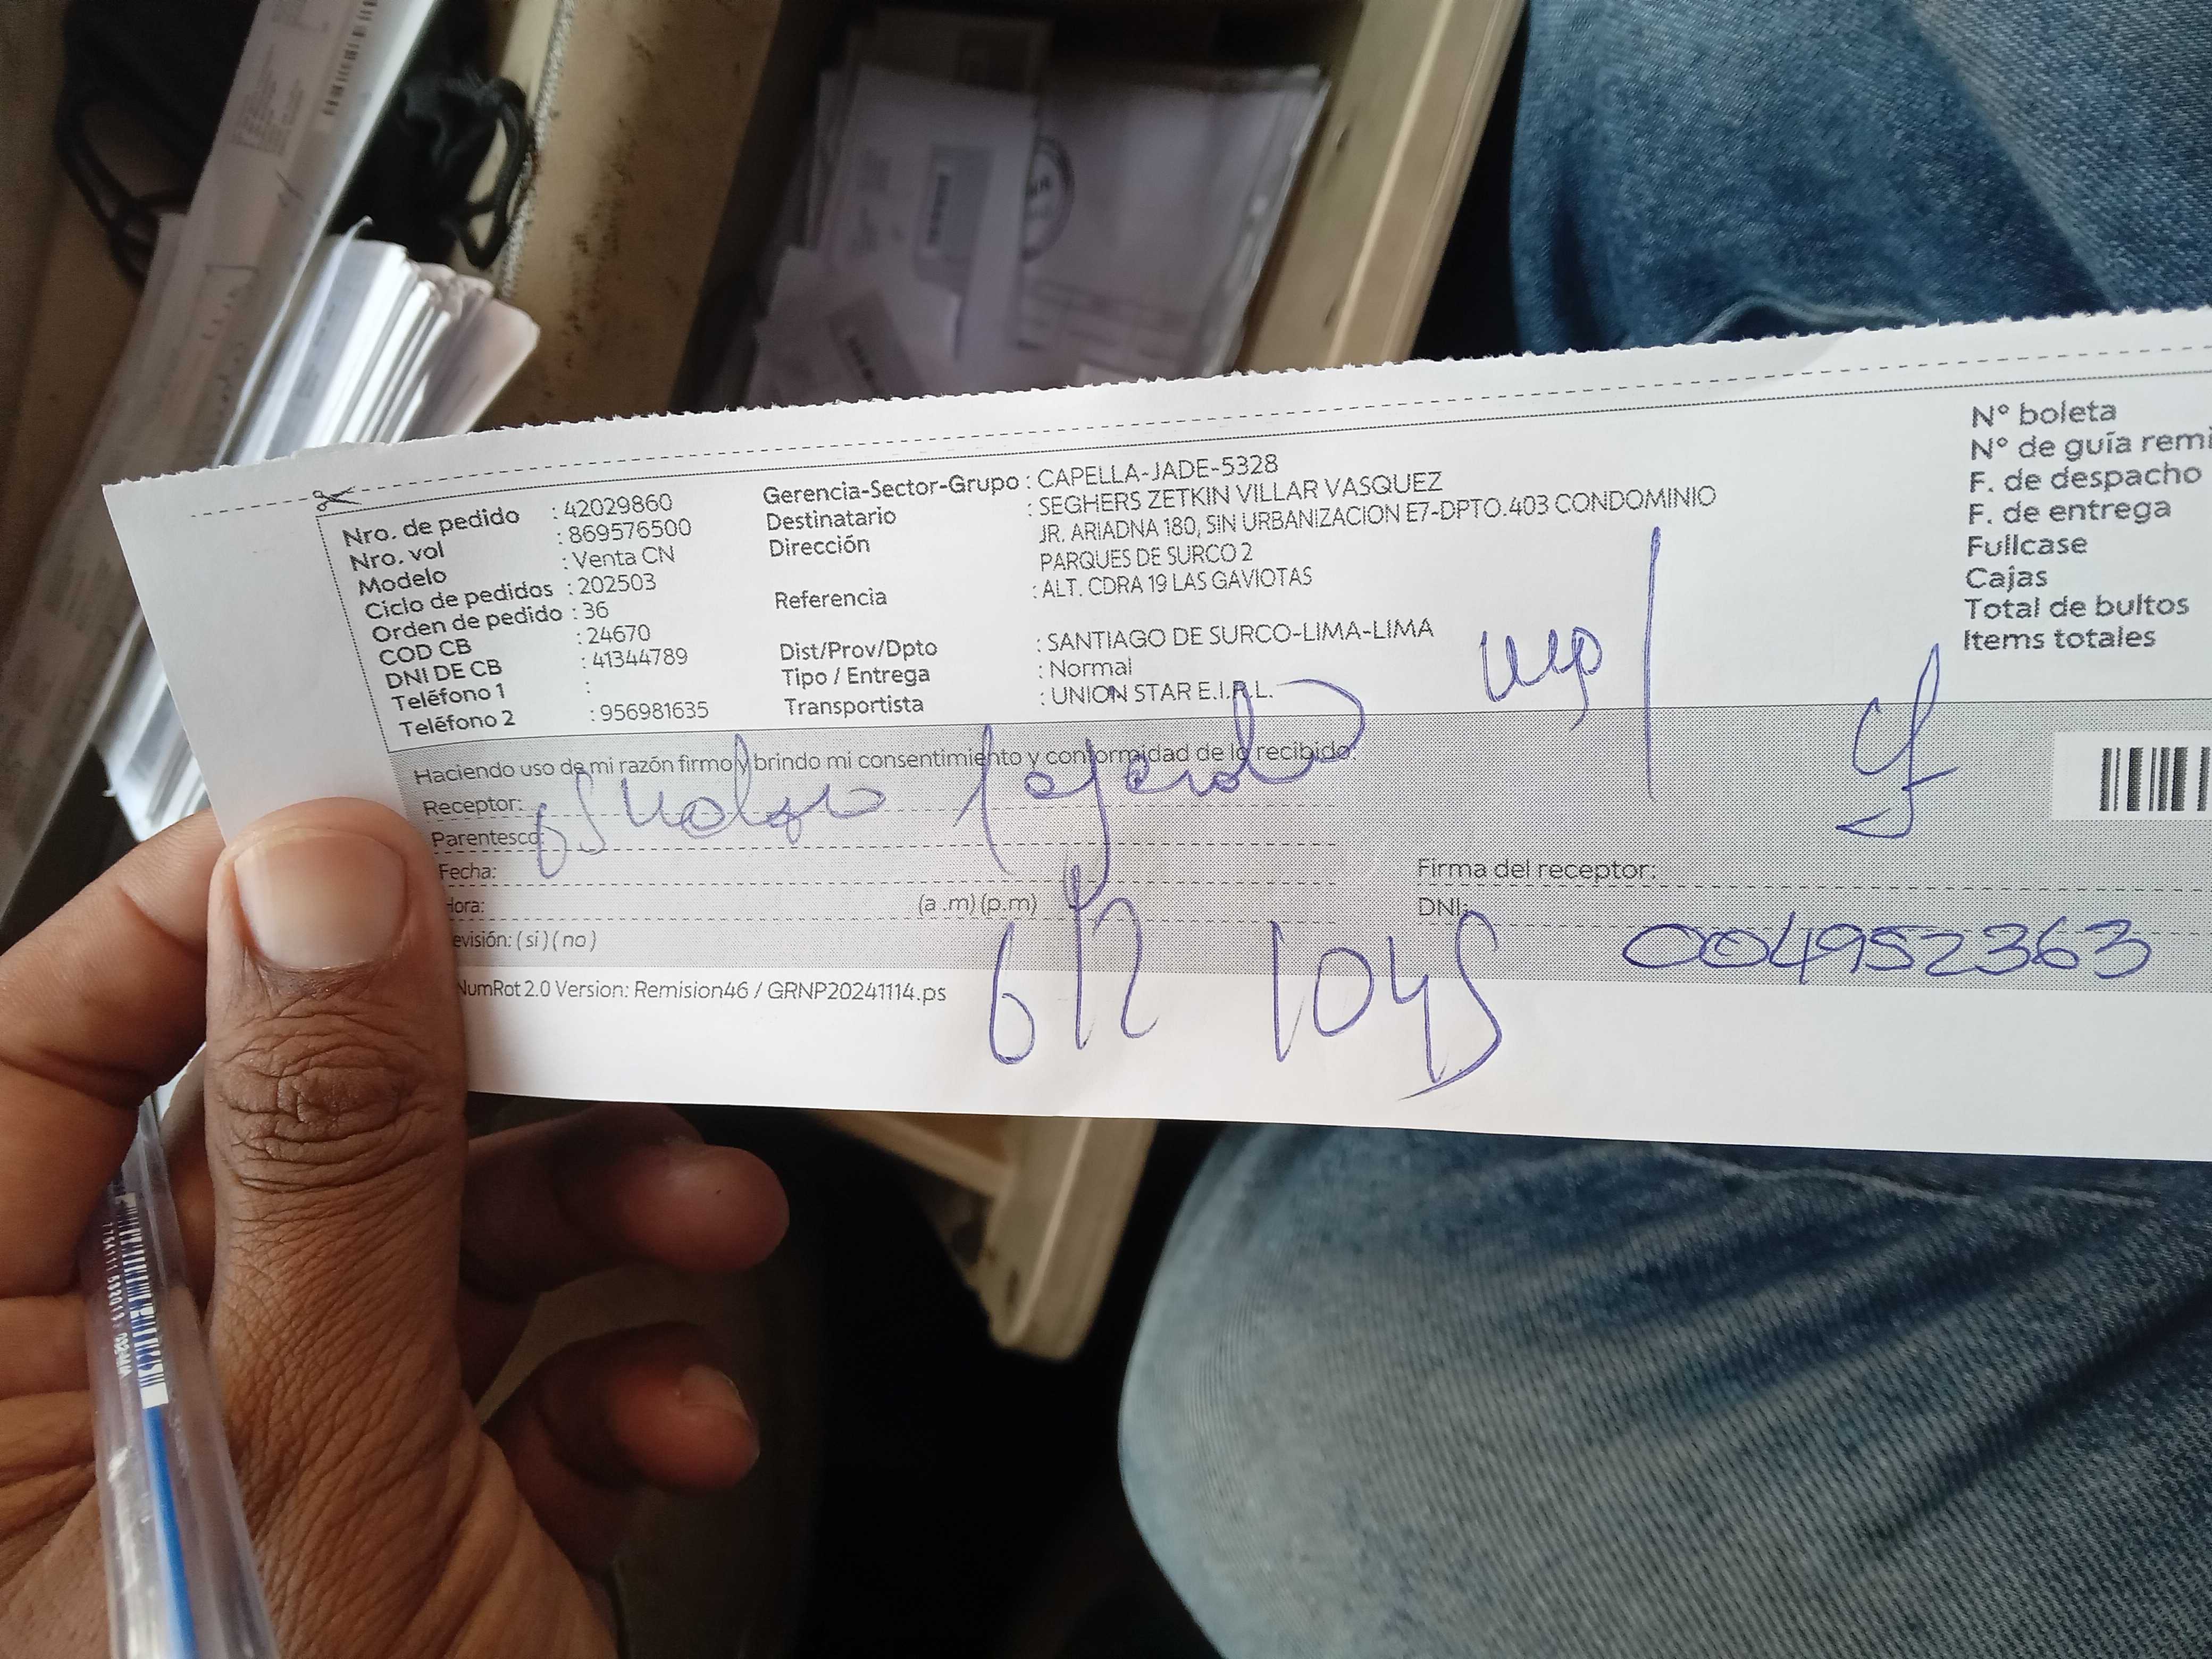 Nro. de pedido : 42029860
Nro. vol : 869576500
Modelo : Venta CN
Ciclo de pedidos : 202503
Orden de pedido : 36
COD CB : 24670
DNI DE CB : 41344789
Teléfono 1 :
Teléfono 2 : 956981635
Gerencia-Sector-Grupo : CAPELLA-JADE-5328
Destinatario : SEGHERS ZETKIN VILLAR VASQUEZ
Dirección JR. ARIADNA 180, SIN URBANIZACION E7-DPTO.403 CONDOMINIO
PARQUES DE SURCO 2
Referencia : ALT. CDRA 19 LAS GAVIOTAS
Dist/Prov/Dpto : SANTIAGO DE SURCO-LIMA-LIMA
Tipo / Entrega : Normal
Transportista : UNION STAR E.I.R.L.
N° boleta
N° de guía remi
F. de despacho
F. de entrega
Fullcase
Cajas
Total de bultos
Items totales
Haciendo uso de mi razón firmo y brindo mi consentimiento y conformidad de lo recibido.
Receptor:
Parentesco:
Fecha:
Hora: (a .m) (p.m)
evisión: ( si ) ( no )
Firma del receptor:
DNI:
004952363
NumRot 2.0 Version: Remision46 / GRNP20241114.ps
612 1045